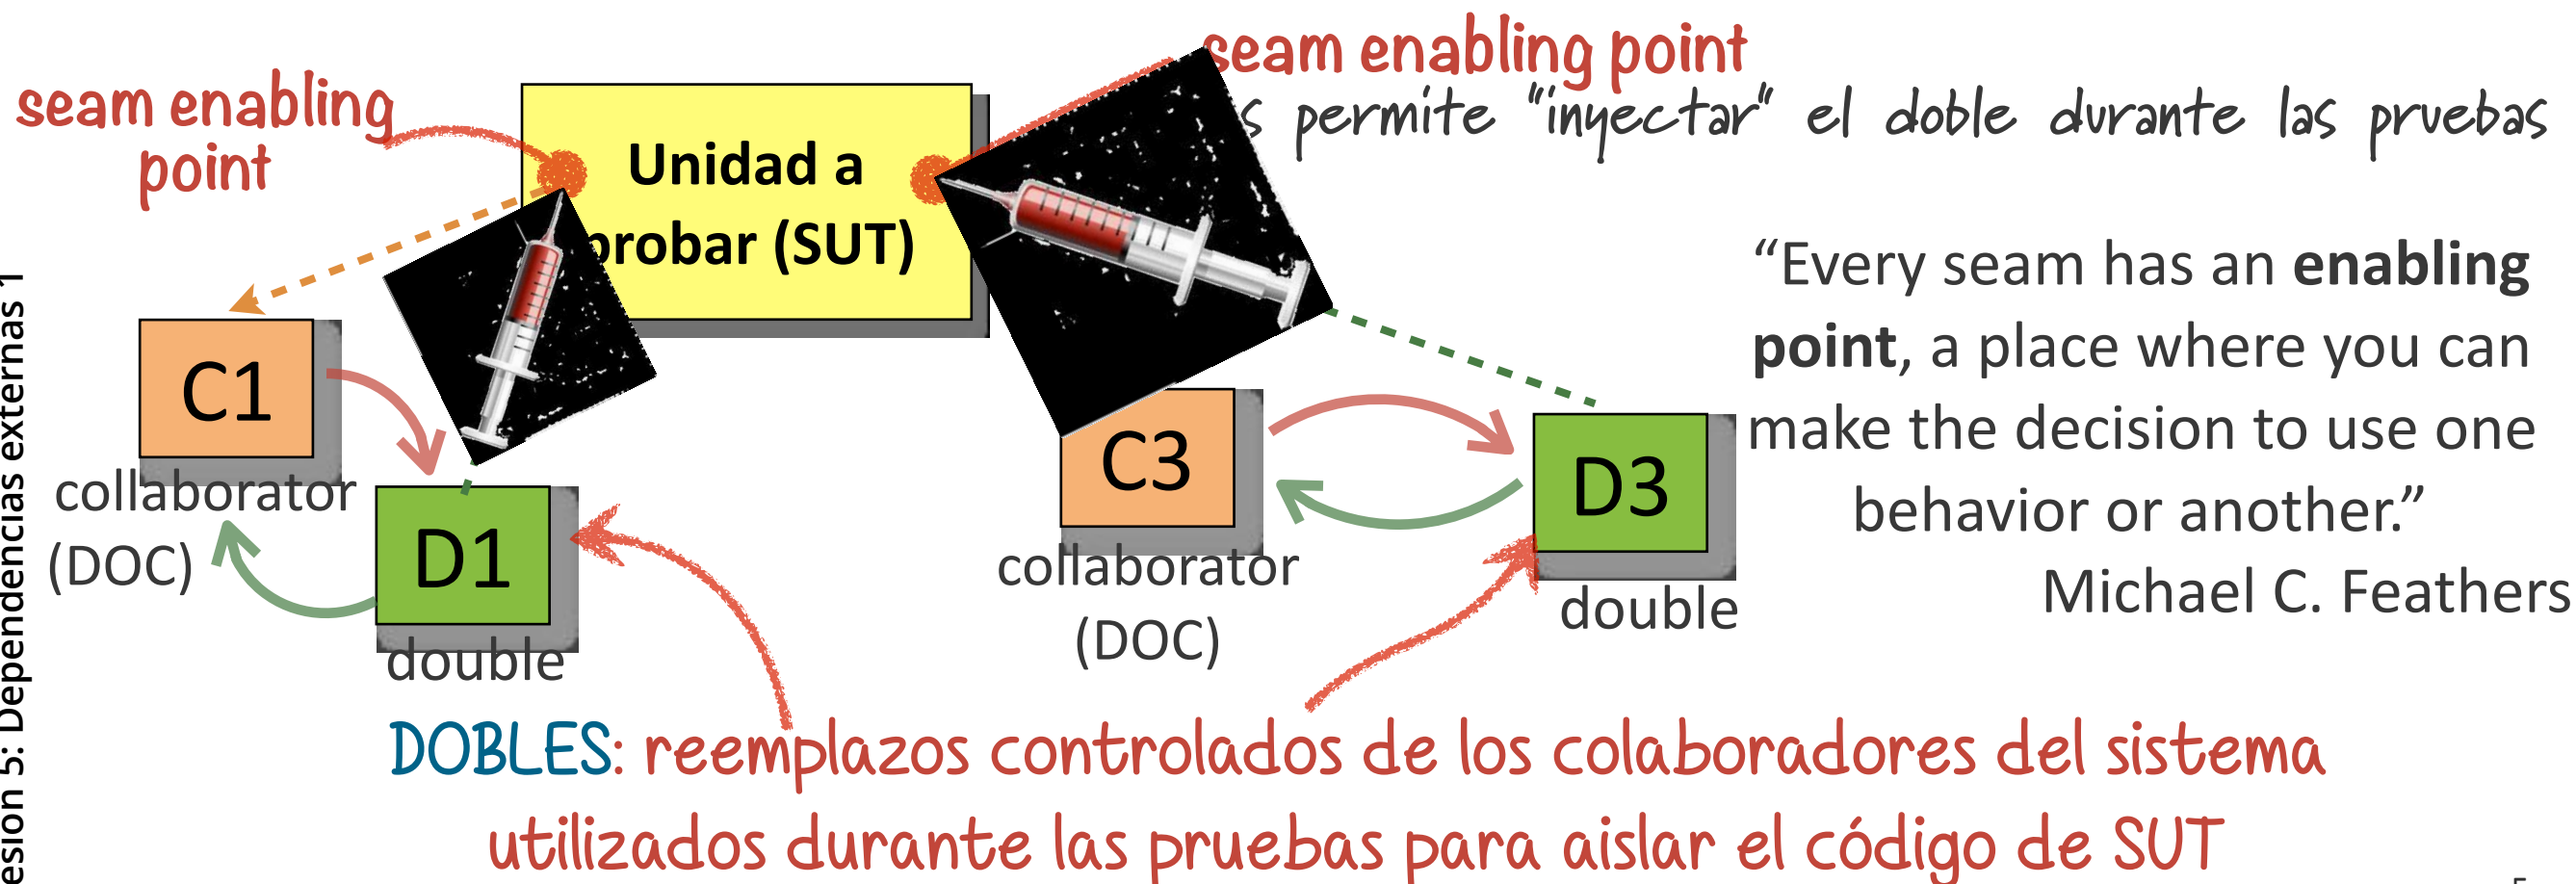 seam enabling point
seam enabling
point
permite "inyectar" el doble durante las pruebas
Unidad a
probar (SUT)
"Every seam has an enabling
point, a place where you can
make the decision to use one
behavior or another."
Michael C. Feathers
C1
collaborator
(DOC)
D1
double
C3
collaborator
(DOC)
D3
double
DOBLES: reemplazos controlados de los colaboradores del sistema
utilizados durante las pruebas para aislar el código de SUT
esión 5: Dependencias externas 1